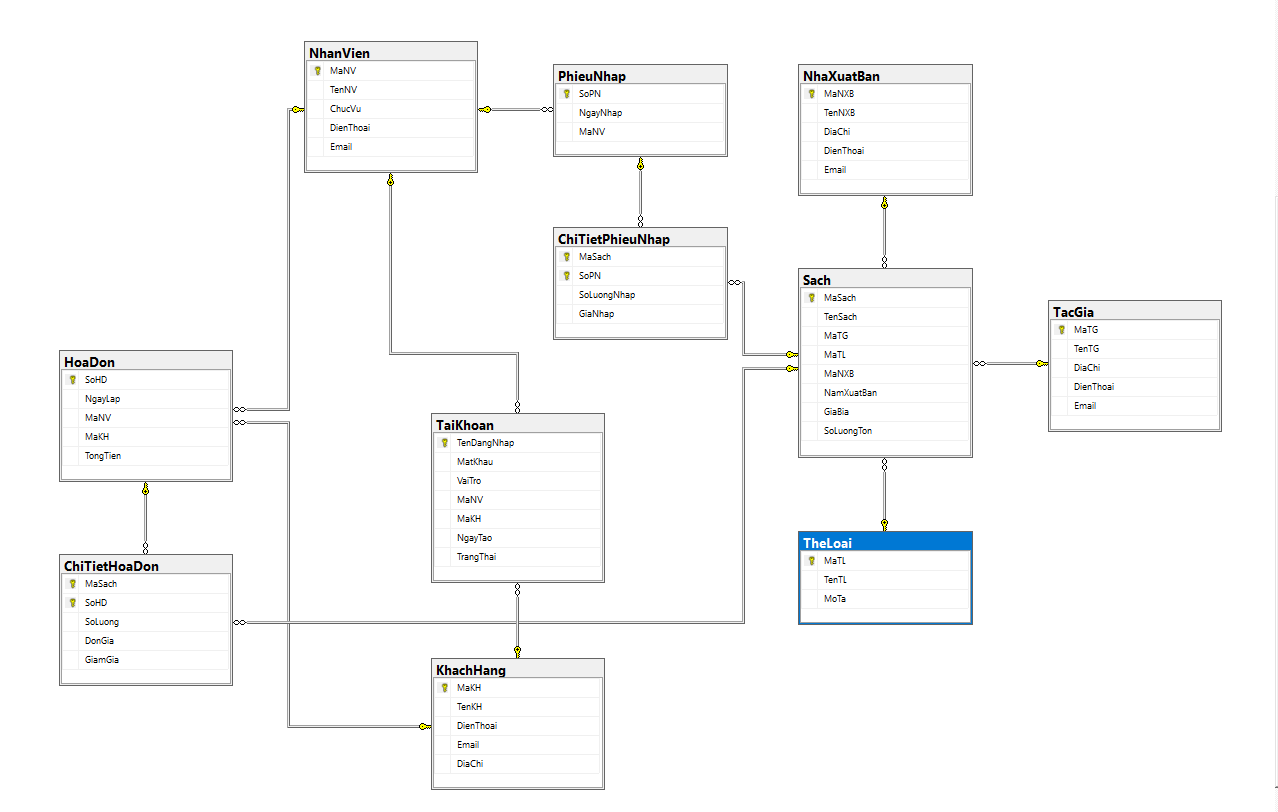 NhanVien
MaNV
TenNV
ChucVu
DienThoai
Email
PhieuNhap
SoPN
NgayNhap
MaNV
NhaXuatBan
MaNXB
TenNXB
DiaChi
DienThoai
Email
ChiTietPhieuNhap
MaSach
SoPN
SoLuongNhap
GiaNhap
Sach
MaSach
TenSach
MaTG
MaTL
MaNXB
NamXuatBan
GiaBia
SoLuongTon
TacGia
MaTG
TenTG
DiaChi
DienThoai
Email
HoaDon
SoHD
NgayLap
MaNV
MaKH
TongTien
TaiKhoan
TenDangNhap
MatKhau
VaiTro
MaNV
MaKH
NgayTao
TrangThai
TheLoai
MaTL
TenTL
MoTa
ChiTietHoaDon
MaSach
SoHD
SoLuong
DonGia
GiamGia
KhachHang
MaKH
TenKH
DienThoai
Email
DiaChi